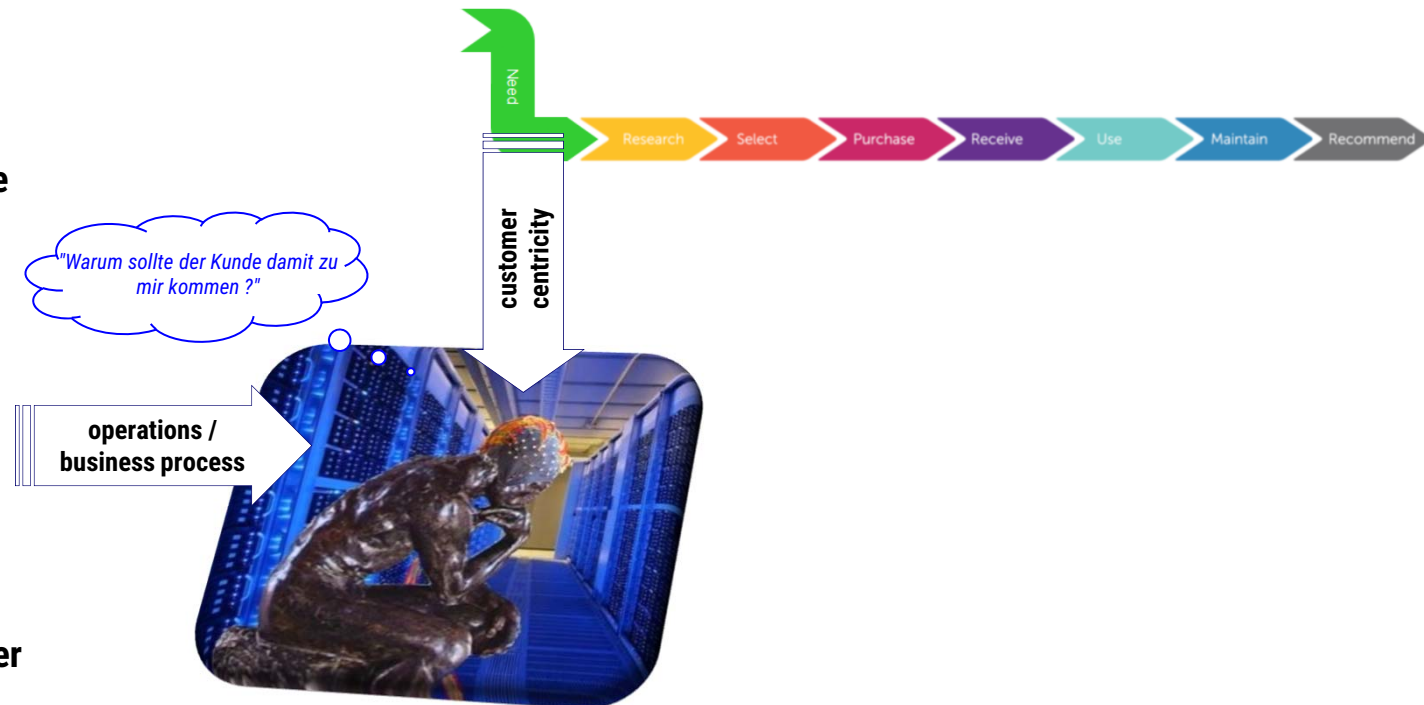 Need
Research Select Purchase Receive Use Maintain Recommend
e
customer
centricity
"Warum sollte der Kunde damit zu
mir kommen ?"
operations /
business process
er